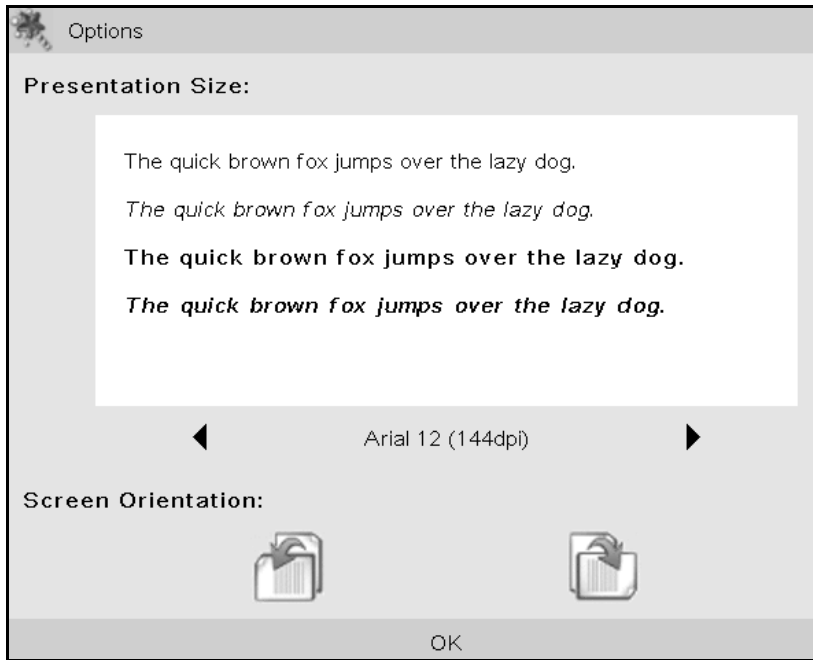 Options
Presentation Size:
The quick brown fox jumps over the lazy dog.
The quick brown fox jumps over the lazy dog.
The quick brown fox jumps over the lazy dog.
The quick brown fox jumps over the lazy dog.
Arial 12 (144dpi)
Screen Orientation:
OK